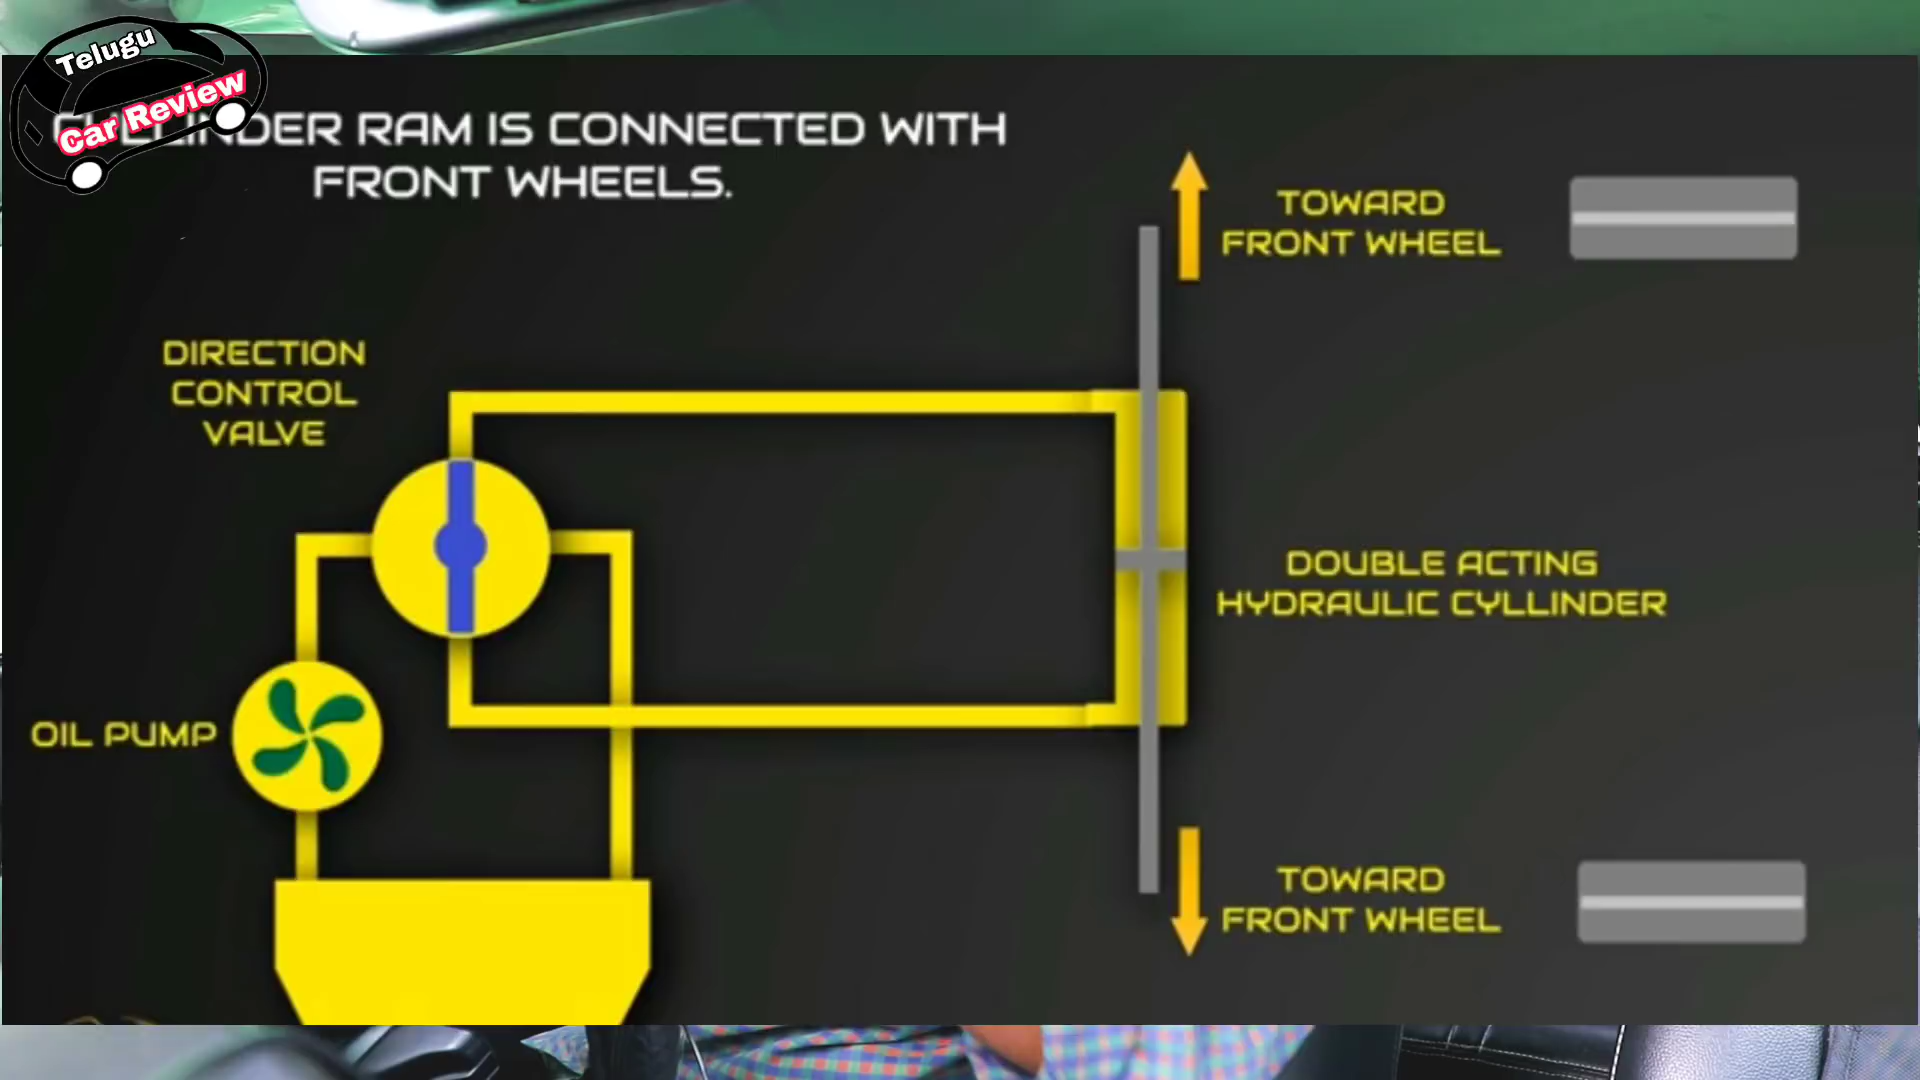 Telugu
Car Review
RAM IS CONNECTED WITH
FRONT WHEELS.
TOWARD
FRONT WHEEL
DIRECTION
CONTROL
VALVE
DOUBLE ACTING
HYDRAULIC CYLLINDER
OIL PUMP
TOWARD
FRONT WHEEL